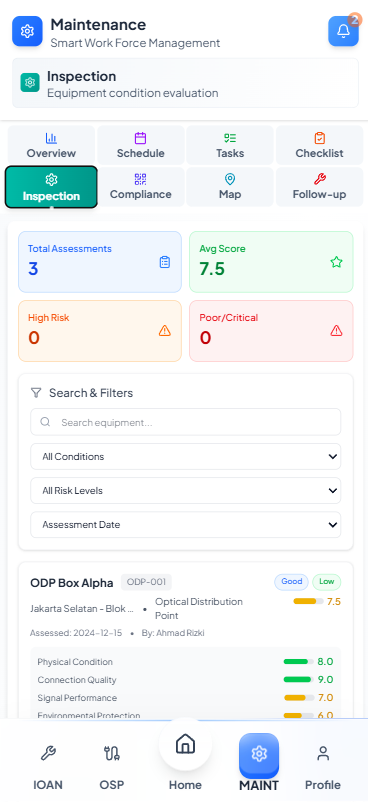 Maintenance
Smart Work Force Management
2
Inspection
Equipment condition evaluation
Overview
Schedule
Tasks
Checklist
Inspection
Compliance
Map
Follow-up
Total Assessments
3
Avg Score
7.5
High Risk
0
Poor/Critical
0
Search & Filters
Search equipment...
All Conditions
All Risk Levels
Assessment Date
ODP Box Alpha ODP-001 Good Low
Jakarta Selatan - Blok ... • Optical Distribution Point 7.5
Assessed: 2024-12-15 • By: Ahmad Rizki
Physical Condition 8.0
Connection Quality 9.0
Signal Performance 7.0
Environmental Protection 6.0
IOAN
OSP
Home
MAINT
Profile